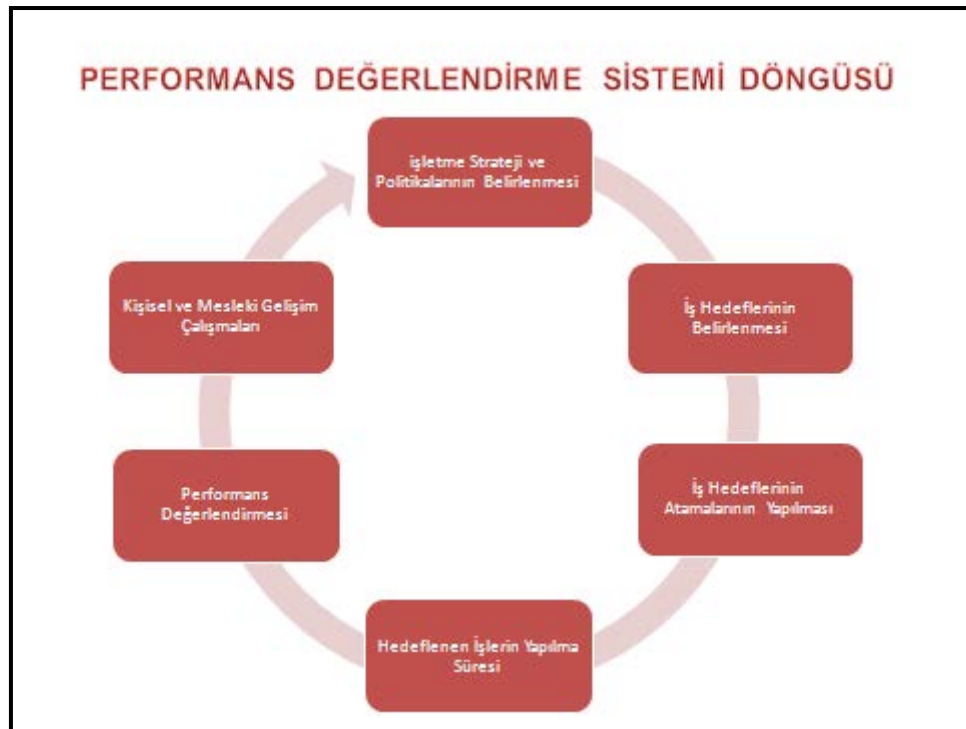 PERFORMANS DEĞERLENDİRME SİSTEMİ DÖNGÜSÜ
işletme Strateji ve
Politikalarının Belirlenmesi
İş Hedeflerinin
Belirlenmesi
İş Hedeflerinin
Atamalarının Yapılması
Hedeflenen İşlerin Yapılma
Süresi
Performans
Değerlendirmesi
Kişisel ve Mesleki Gelişim
Çalışmaları